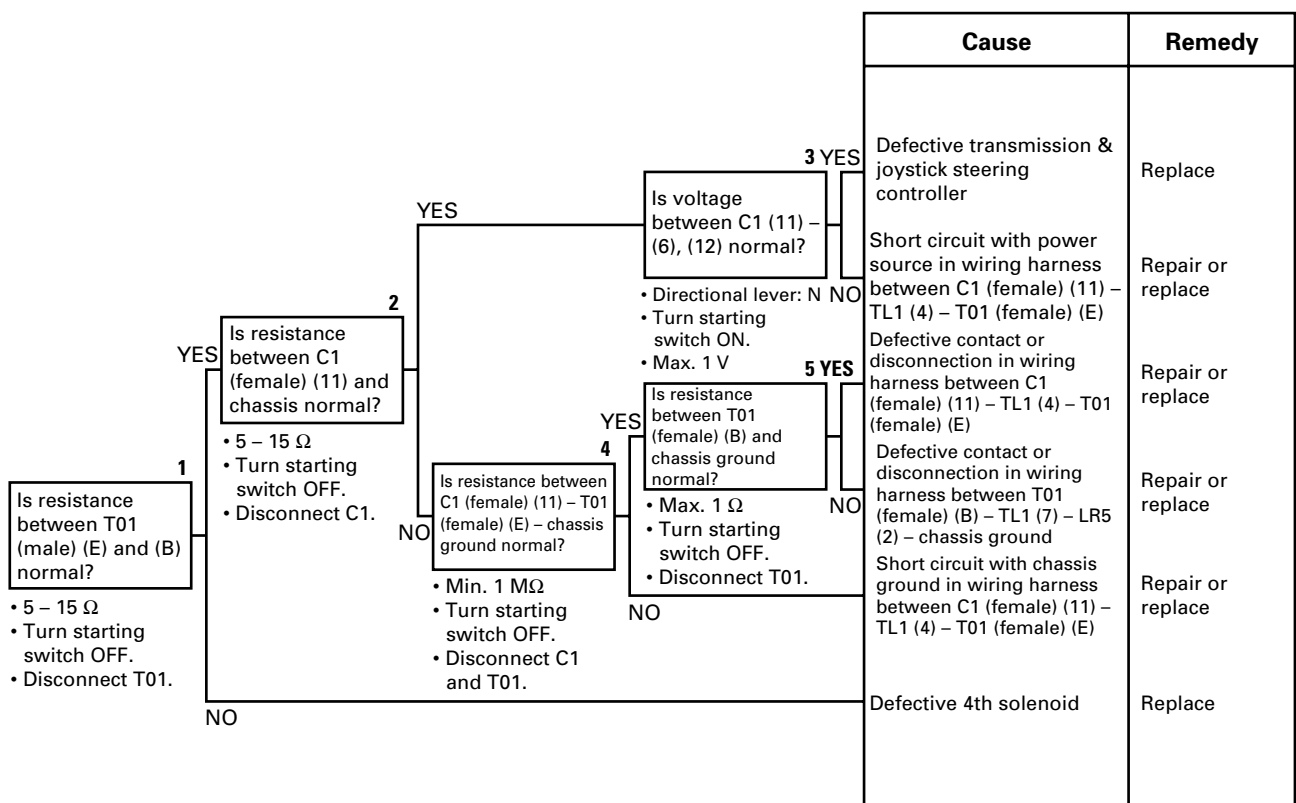 Cause
Remedy
1
Is resistance
between T01
(male) (E) and (B)
normal?
• 5 – 15 Ω
• Turn starting
switch OFF.
• Disconnect T01.
YES
NO
2
Is resistance
between C1
(female) (11) and
chassis normal?
• 5 – 15 Ω
• Turn starting
switch OFF.
• Disconnect C1.
YES
NO
3 YES
Is voltage
between C1 (11) –
(6), (12) normal?
• Directional lever: N
• Turn starting
switch ON.
• Max. 1 V
NO
4
Is resistance between
C1 (female) (11) – T01
(female) (E) – chassis
ground normal?
• Min. 1 MΩ
• Turn starting
switch OFF.
• Disconnect C1
and T01.
YES
NO
5 YES
Is resistance
between T01
(female) (B) and
chassis ground
normal?
• Max. 1 Ω
• Turn starting
switch OFF.
• Disconnect T01.
NO
Defective transmission &
joystick steering
controller
Replace
Short circuit with power
source in wiring harness
between C1 (female) (11) –
TL1 (4) – T01 (female) (E)
Repair or
replace
Defective contact or
disconnection in wiring
harness between C1
(female) (11) – TL1 (4) – T01
(female) (E)
Repair or
replace
Defective contact or
disconnection in wiring
harness between T01
(female) (B) – TL1 (7) – LR5
(2) – chassis ground
Repair or
replace
Short circuit with chassis
ground in wiring harness
between C1 (female) (11) –
TL1 (4) – T01 (female) (E)
Repair or
replace
Defective 4th solenoid
Replace